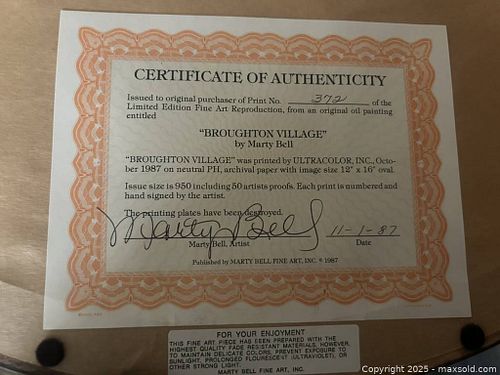 CERTIFICATE OF AUTHENTICITY
Issued to original purchaser of Print No. 372 of the
Limited Edition Fine Art Reproduction, from an original oil painting
entitled
"BROUGHTON VILLAGE"
by Marty Bell
"BROUGHTON VILLAGE" was printed by ULTRACOLOR, INC., Octo-
ber 1987 on neutral PH, archival paper with image size 12" x 16" oval.
Issue size is 950 including 50 artists proofs. Each print is numbered and
hand signed by the artist.
The printing plates have been destroyed.
Marty Bell 11-1-87
Marty Bell, Artist Date
Published by MARTY BELL FINE ART, INC. © 1987
FOR YOUR ENJOYMENT
THIS FINE ART PIECE HAS BEEN PREPARED WITH THE
HIGHEST QUALITY FADE RESISTANT MATERIALS, HOWEVER,
TO MAINTAIN DELICATE COLORS, PREVENT EXPOSURE TO
SUNLIGHT, PROLONGED FLOURESCENT (ULTRAVIOLET), OR
OTHER STRONG LIGHT.
MARTY BELL FINE ART, INC.
Copyright © 2025 - maxsold.com